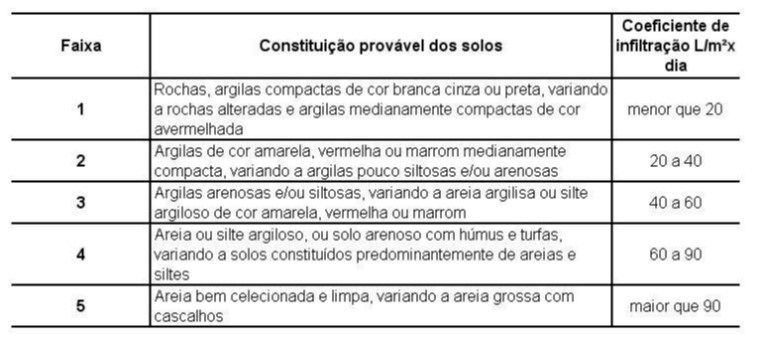 Faixa
Constituição provável dos solos
Coeficiente de
infiltração L/m²x
dia
1
Rochas, argilas compactas de cor branca cinza ou preta, variando
a rochas alteradas e argilas medianamente compactas de cor
avermelhada
menor que 20
2
Argilas de cor amarela, vermelha ou marrom medianamente
compacta, variando a argilas pouco siltosas e/ou arenosas
20 a 40
3
Argilas arenosas e/ou siltosas, variando a areia argilisa ou silte
argiloso de cor amarela, vermelha ou marrom
40 a 60
4
Areia ou silte argiloso, ou solo arenoso com húmus e turfas,
variando a solos constituídos predominantemente de areias e
siltes
60 a 90
5
Areia bem celecionada e limpa, variando a areia grossa com
cascalhos
maior que 90